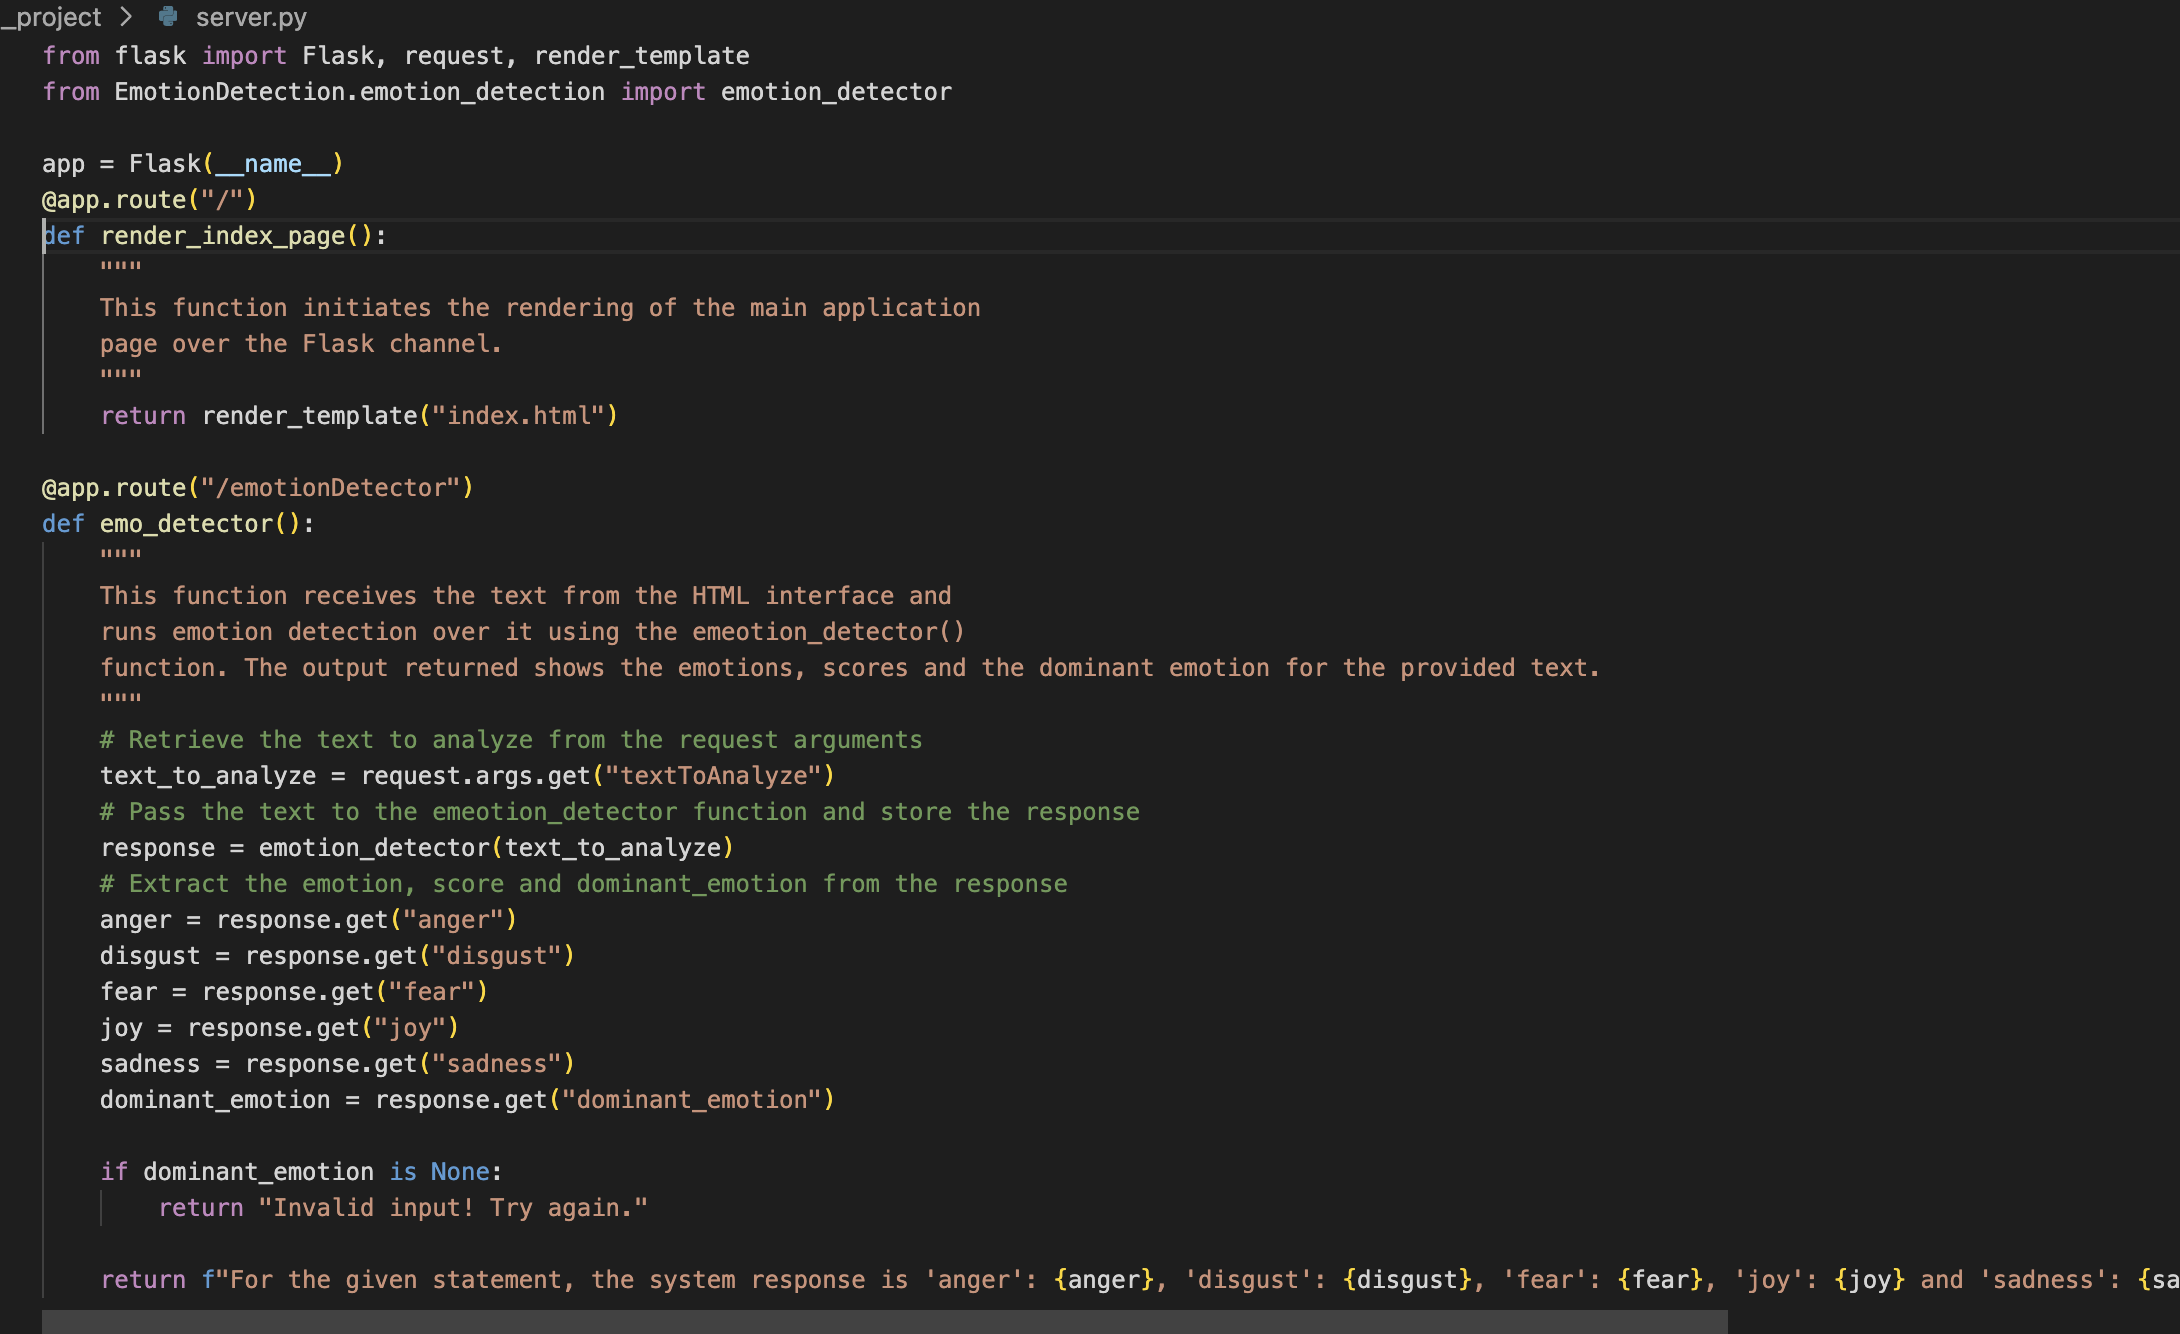 _project > server.py
from flask import Flask, request, render_template
from EmotionDetection.emotion_detection import emotion_detector
app = Flask(__name__)
@app.route("/")
def render_index_page():
    """
    This function initiates the rendering of the main application
    page over the Flask channel.
    """
    return render_template("index.html")
@app.route("/emotionDetector")
def emo_detector():
    """
    This function receives the text from the HTML interface and
    runs emotion detection over it using the emeotion_detector()
    function. The output returned shows the emotions, scores and the dominant emotion for the provided text.
    """
    # Retrieve the text to analyze from the request arguments
    text_to_analyze = request.args.get("textToAnalyze")
    # Pass the text to the emeotion_detector function and store the response
    response = emotion_detector(text_to_analyze)
    # Extract the emotion, score and dominant_emotion from the response
    anger = response.get("anger")
    disgust = response.get("disgust")
    fear = response.get("fear")
    joy = response.get("joy")
    sadness = response.get("sadness")
    dominant_emotion = response.get("dominant_emotion")
    if dominant_emotion is None:
        return "Invalid input! Try again."
    return f"For the given statement, the system response is 'anger': {anger}, 'disgust': {disgust}, 'fear': {fear}, 'joy': {joy} and 'sadness': {sa